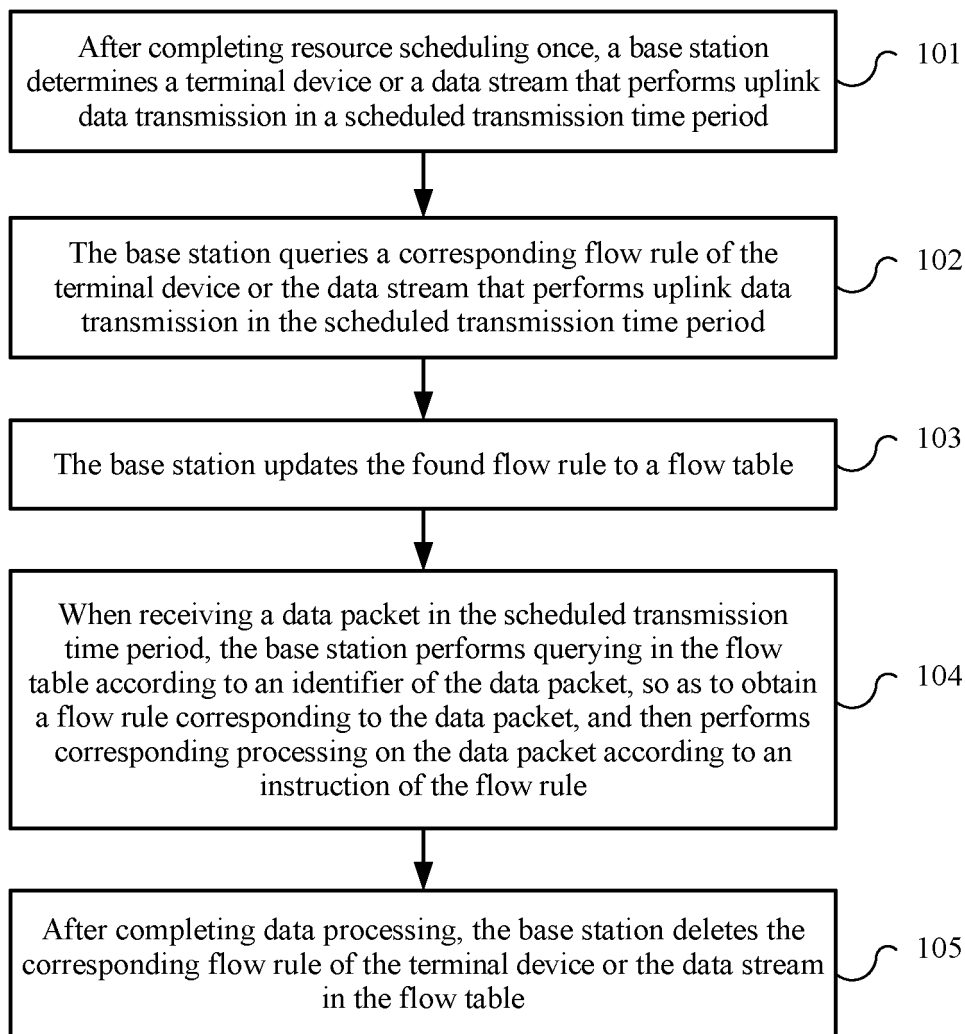 After completing resource scheduling once, a base station
determines a terminal device or a data stream that performs uplink
data transmission in a scheduled transmission time period
101
The base station queries a corresponding flow rule of the
terminal device or the data stream that performs uplink data
transmission in the scheduled transmission time period
102
The base station updates the found flow rule to a flow table
103
When receiving a data packet in the scheduled transmission
time period, the base station performs querying in the flow
table according to an identifier of the data packet, so as to obtain
a flow rule corresponding to the data packet, and then performs
corresponding processing on the data packet according to an
instruction of the flow rule
104
After completing data processing, the base station deletes the
corresponding flow rule of the terminal device or the data stream
in the flow table
105